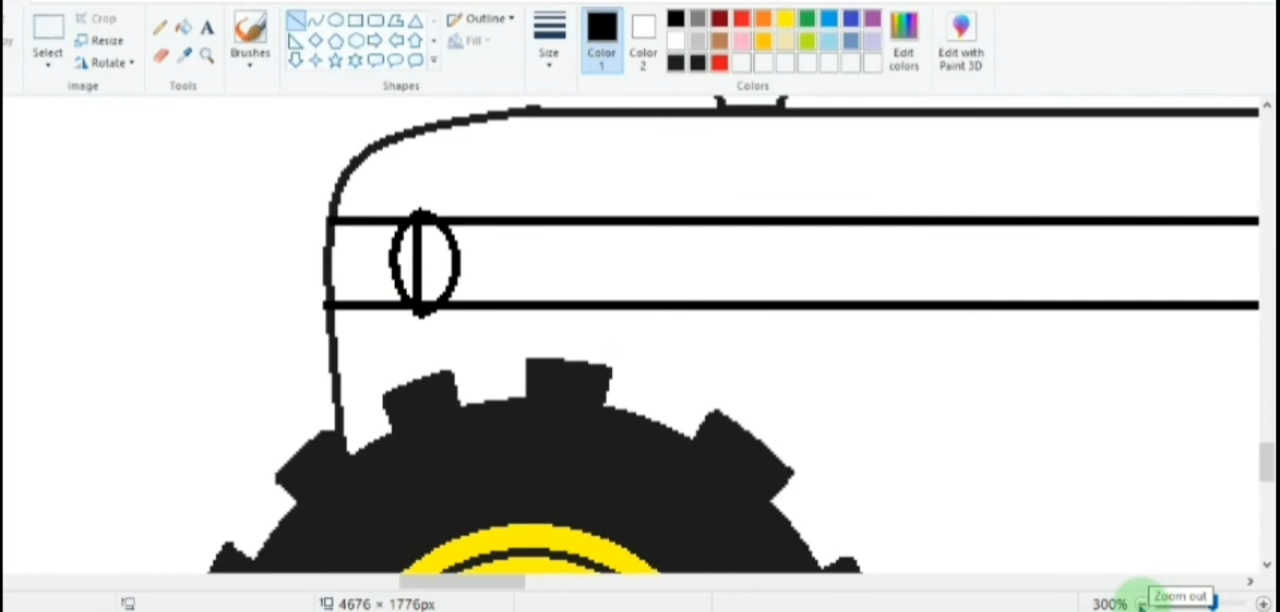 Crop
Outline
Fill
Select
Resize
Rotate
A
Brushes
Size
Color
1
Color
2
Edit
colors
Edit with
Paint 3D
Image
Tools
Shapes
Colors
4676 × 1776px
300%
Zoom out